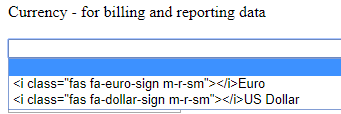 Currency - for billing and reporting data
<i class="fas fa-euro-sign m-r-sm"></i>Euro
<i class="fas fa-dollar-sign m-r-sm"></i>US Dollar